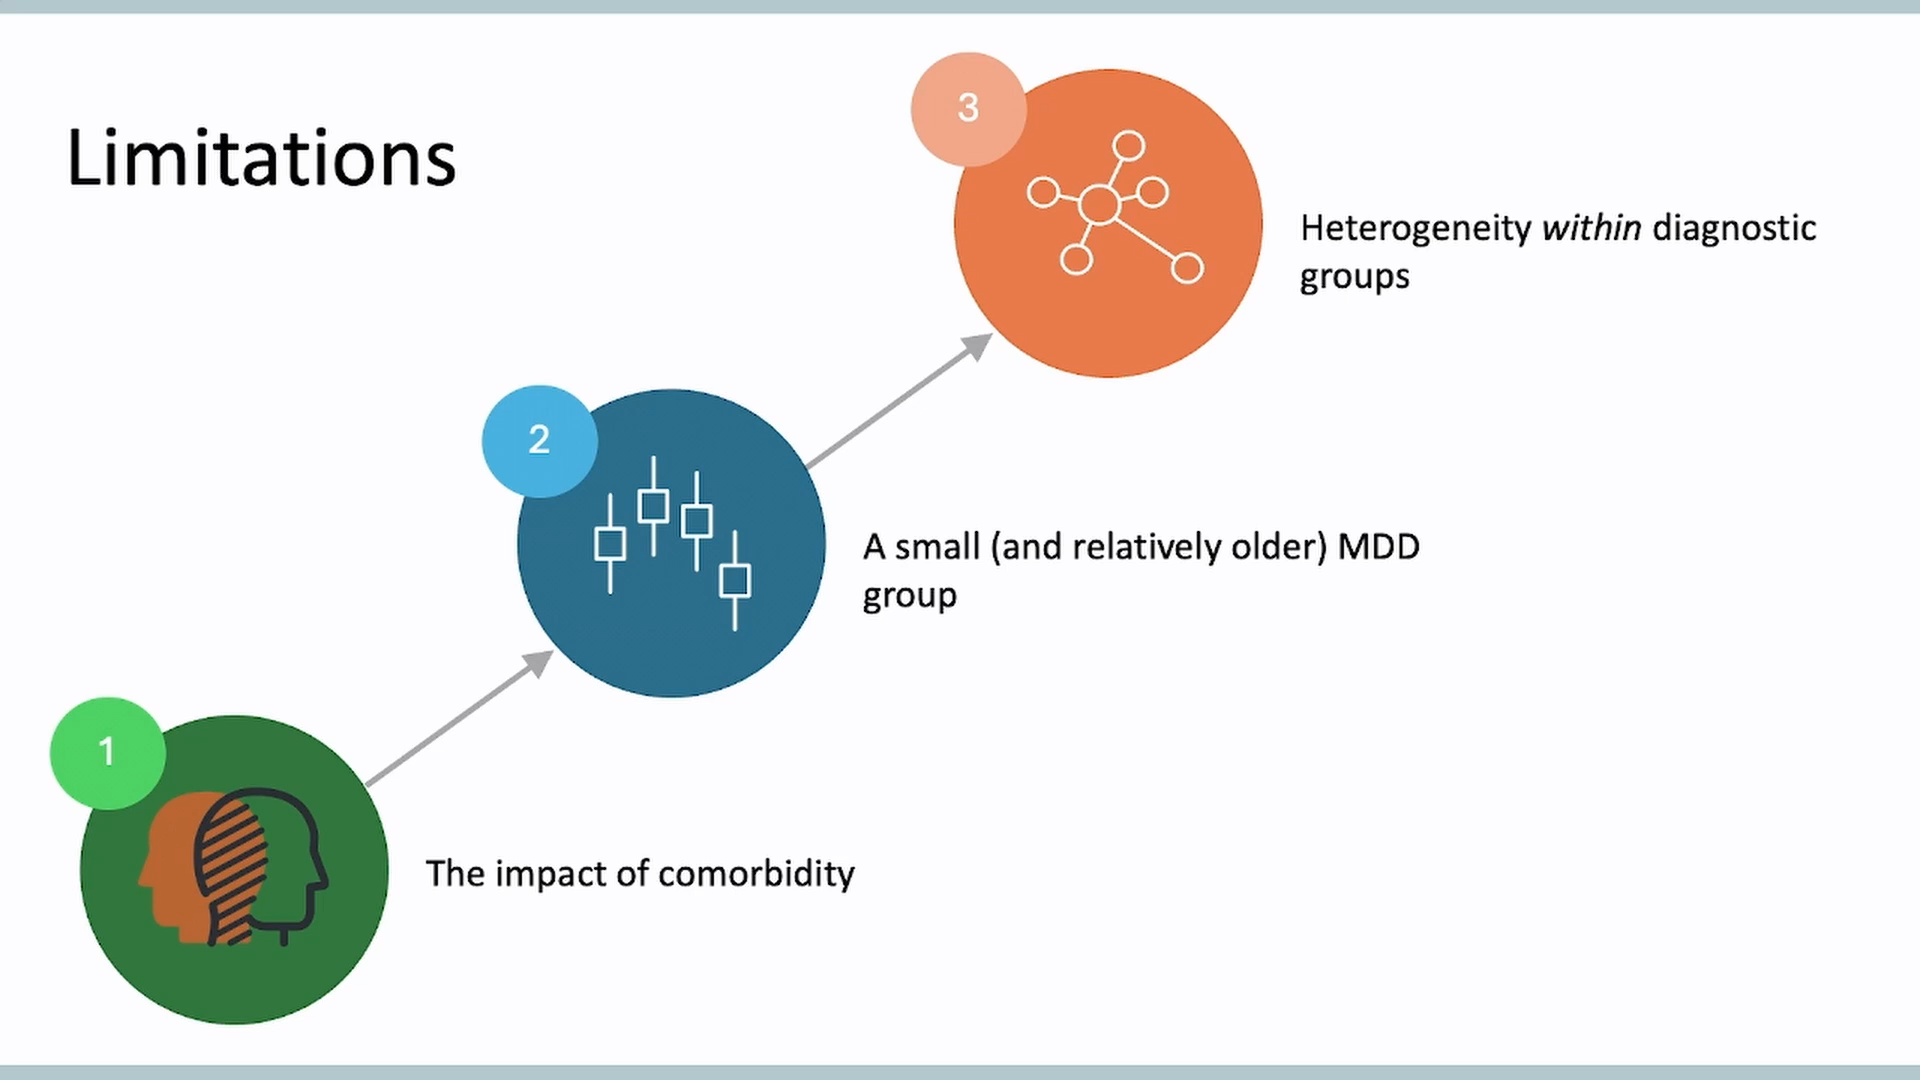 Limitations
3
Heterogeneity within diagnostic
groups
2
A small (and relatively older) MDD
group
1
The impact of comorbidity